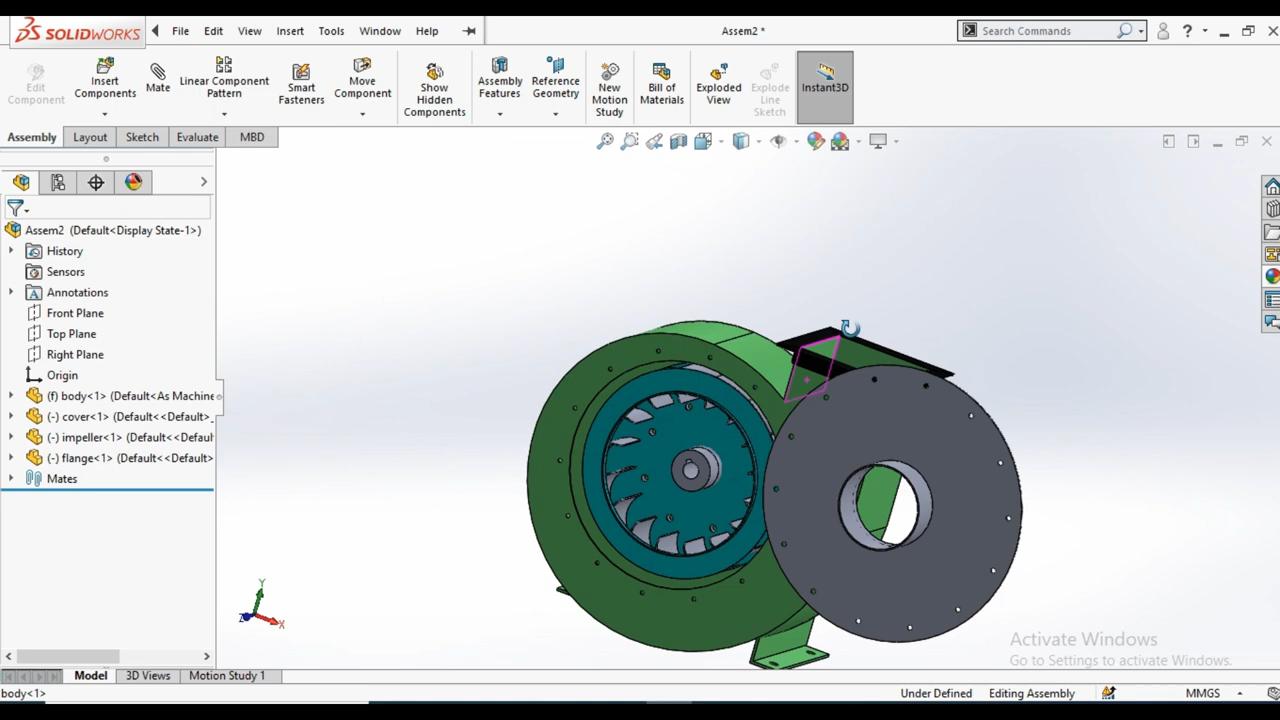 SOLIDWORKS File Edit View Insert Tools Window Help Assem2 * Search Commands ?
Edit Component
Insert Components
Mate
Linear Component Pattern
Smart Fasteners
Move Component
Show Hidden Components
Assembly Features
Reference Geometry
New Motion Study
Bill of Materials
Exploded View
Explode Line Sketch
Instant3D
Assembly Layout Sketch Evaluate MBD
Assem2 (Default<Display State-1>)
History
Sensors
Annotations
Front Plane
Top Plane
Right Plane
Origin
(f) body<1> (Default<As Machine
(-) cover<1> (Default<<Default>_
(-) impeller<1> (Default<<Defaul
(-) flange<1> (Default<<Default>
Mates
Y
Z X
Activate Windows
Go to Settings to activate Windows.
Model 3D Views Motion Study 1
body<1> Under Defined Editing Assembly MMGS